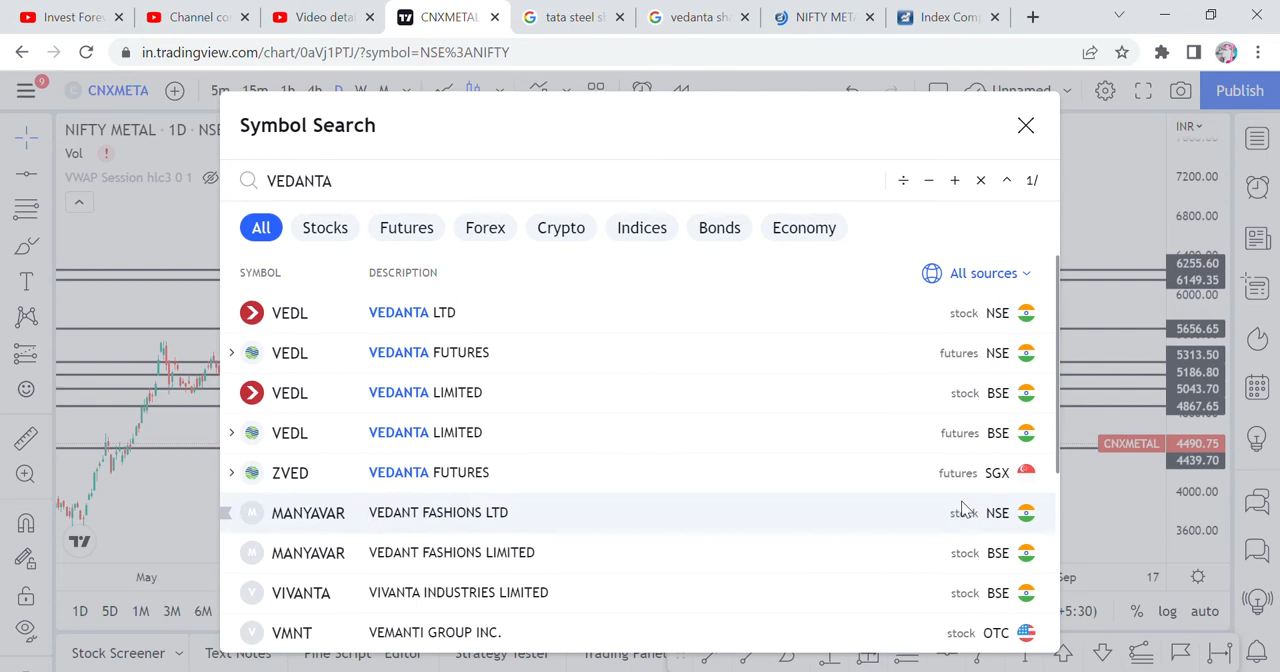 Invest Fore
Channel co
Video detai
CNXMETAL
tata steel s
vedanta sha
NIFTY MET
Index Com
in.tradingview.com/chart/0aVj1PTJ/?symbol=NSE%3ANIFTY
9
CNXMETA
5m 15m 1h 4h D W M
Unnamed
Publish
NIFTY METAL · 1D · NSE
Vol
VWAP Session hlc3 0 1
INR
Symbol Search
VEDANTA
1/
All Stocks Futures Forex Crypto Indices Bonds Economy
SYMBOL DESCRIPTION
All sources
VEDL VEDANTA LTD stock NSE
VEDL VEDANTA FUTURES futures NSE
VEDL VEDANTA LIMITED stock BSE
VEDL VEDANTA LIMITED futures BSE
ZVED VEDANTA FUTURES futures SGX
MANYAVAR VEDANT FASHIONS LTD stock NSE
MANYAVAR VEDANT FASHIONS LIMITED stock BSE
VIVANTA VIVANTA INDUSTRIES LIMITED stock BSE
VMNT VEMANTI GROUP INC. stock OTC
7200.00
6800.00
6255.60
6149.35
6000.00
5656.65
5313.50
5186.80
5043.70
4867.65
CNXMETAL 4490.75
4439.70
4000.00
3600.00
May
Sep 17
1D 5D 1M 3M 6M
+5:30) % log auto
Stock Screener
Text Notes
Pine Script Editor
Strategy Tester
Trading Panel